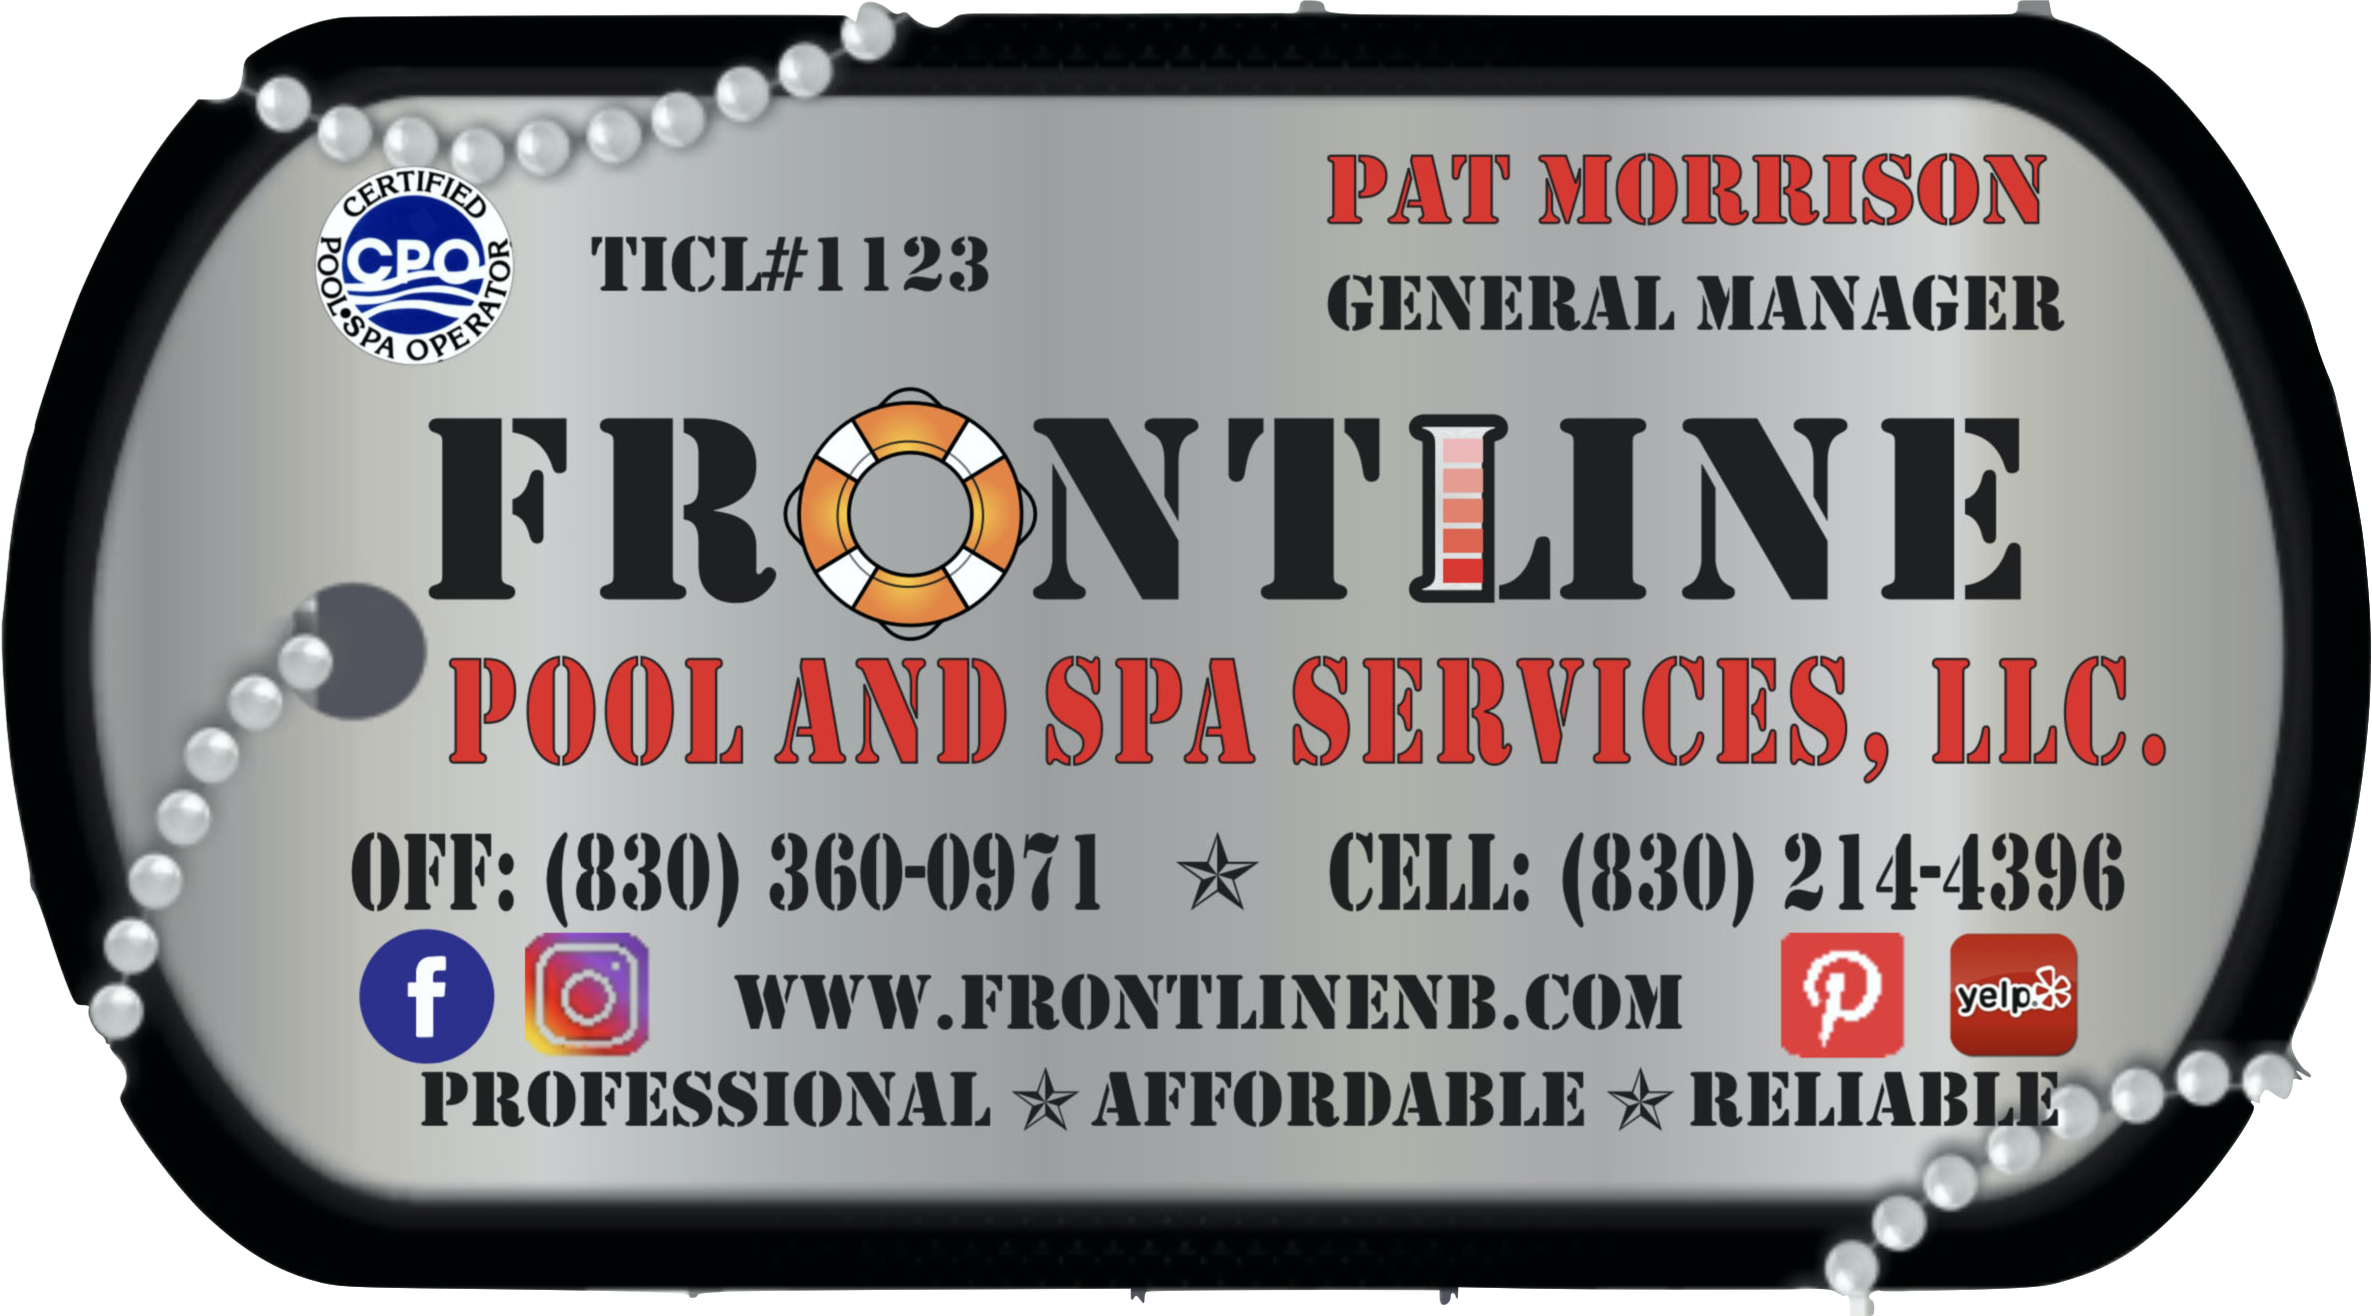 CERTIFIED
POOL•SPA OPERATOR
CPO
TICL#1123
PAT MORRISON
GENERAL MANAGER
FRONTLINE
POOL AND SPA SERVICES, LLC.
OFF: (830) 360-0971 ★ CELL: (830) 214-4396
f
WWW.FRONTLINENB.COM
yelp
PROFESSIONAL ★ AFFORDABLE ★ RELIABLE